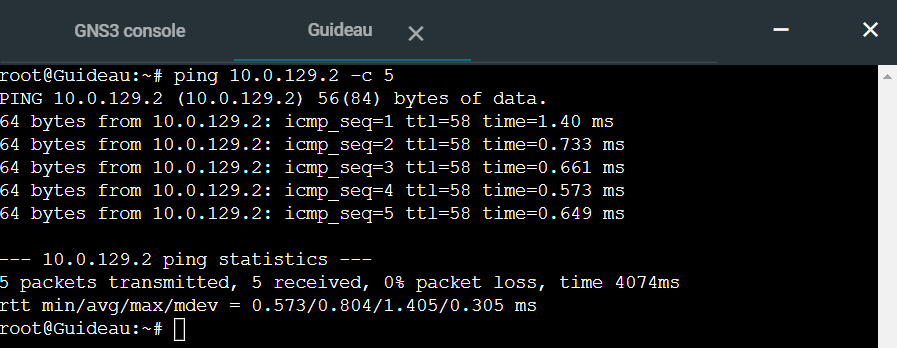 GNS3 console
Guideau
root@Guideau:~# ping 10.0.129.2 -c 5
PING 10.0.129.2 (10.0.129.2) 56(84) bytes of data.
64 bytes from 10.0.129.2: icmp_seq=1 ttl=58 time=1.40 ms
64 bytes from 10.0.129.2: icmp_seq=2 ttl=58 time=0.733 ms
64 bytes from 10.0.129.2: icmp_seq=3 ttl=58 time=0.661 ms
64 bytes from 10.0.129.2: icmp_seq=4 ttl=58 time=0.573 ms
64 bytes from 10.0.129.2: icmp_seq=5 ttl=58 time=0.649 ms
--- 10.0.129.2 ping statistics ---
5 packets transmitted, 5 received, 0% packet loss, time 4074ms
rtt min/avg/max/mdev = 0.573/0.804/1.405/0.305 ms
root@Guideau:~#